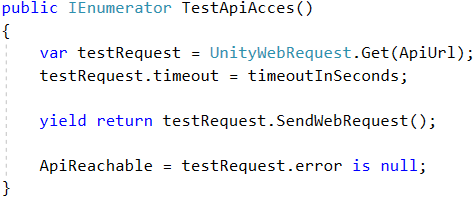 public IEnumerator TestApiAcces()
{
var testRequest = UnityWebRequest.Get(ApiUrl);
testRequest.timeout = timeoutInSeconds;
yield return testRequest.SendWebRequest();
ApiReachable = testRequest.error is null;
}